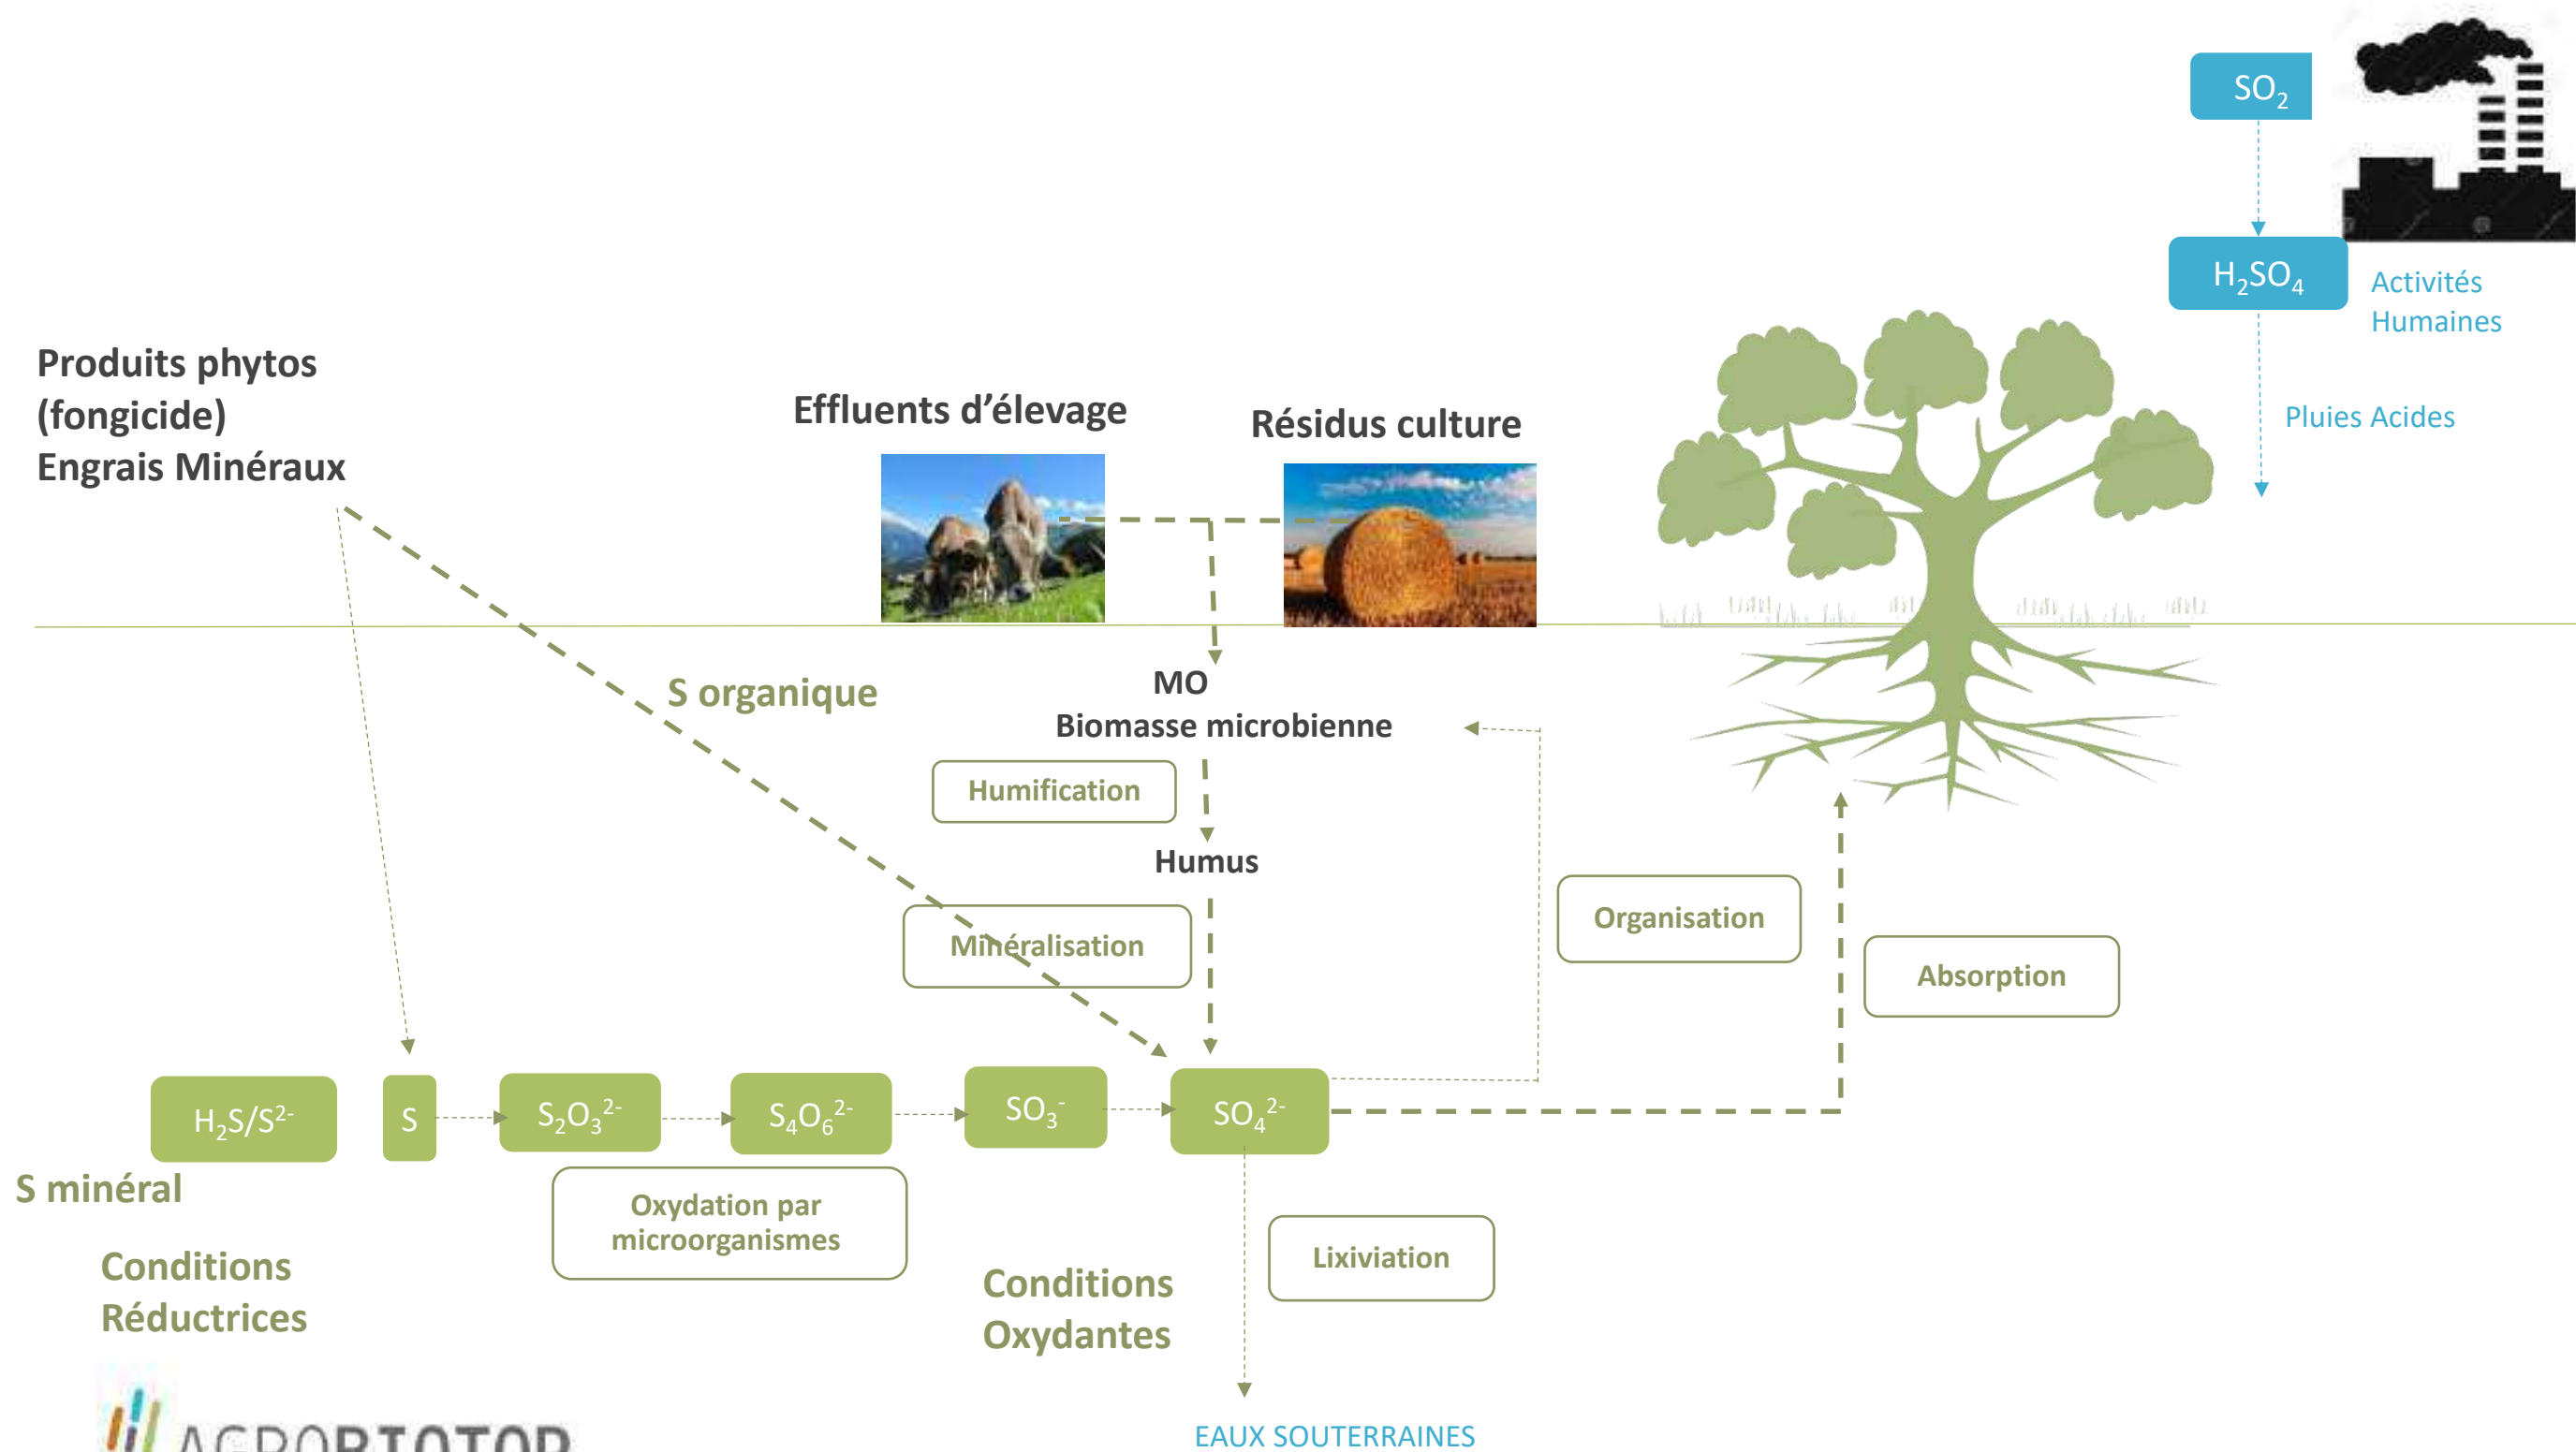 SO₂
H₂SO₄
Activités
Humaines
Pluies Acides
Produits phytos
(fongicide)
Engrais Minéraux
Effluents d’élevage
Résidus culture
S organique
MO
Biomasse microbienne
Humification
Humus
Minéralisation
Organisation
Absorption
H₂S/S²⁻
S
S₂O₃²⁻
S₄O₆²⁻
SO₃⁻
SO₄²⁻
S minéral
Oxydation par
microorganismes
Conditions
Réductrices
Conditions
Oxydantes
Lixiviation
EAUX SOUTERRAINES